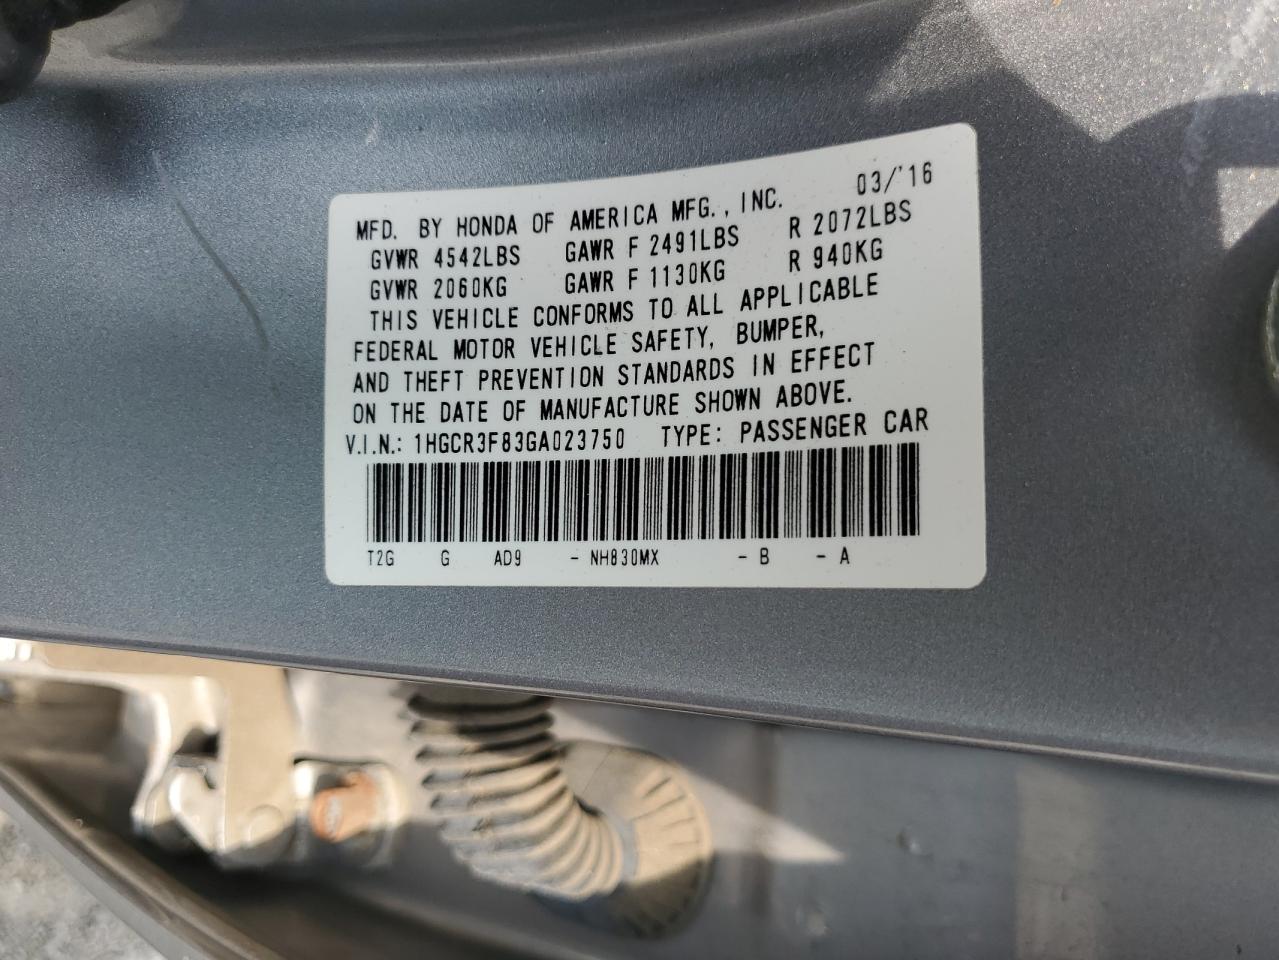 03/'16
MFD. BY HONDA OF AMERICA MFG., INC.
GVWR 4542LBS GAWR F 2491LBS R 2072LBS
GVWR 2060KG GAWR F 1130KG R 940KG
THIS VEHICLE CONFORMS TO ALL APPLICABLE
FEDERAL MOTOR VEHICLE SAFETY, BUMPER,
AND THEFT PREVENTION STANDARDS IN EFFECT
ON THE DATE OF MANUFACTURE SHOWN ABOVE.
V.I.N.: 1HGCR3F83GA023750 TYPE: PASSENGER CAR
T2G G AD9 - NH830MX - B - A